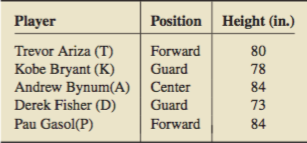 Player Position Height (in.)
Trevor Ariza (T) Forward 80
Kobe Bryant (K) Guard 78
Andrew Bynum(A) Center 84
Derek Fisher (D) Guard 73
Pau Gasol(P) Forward 84